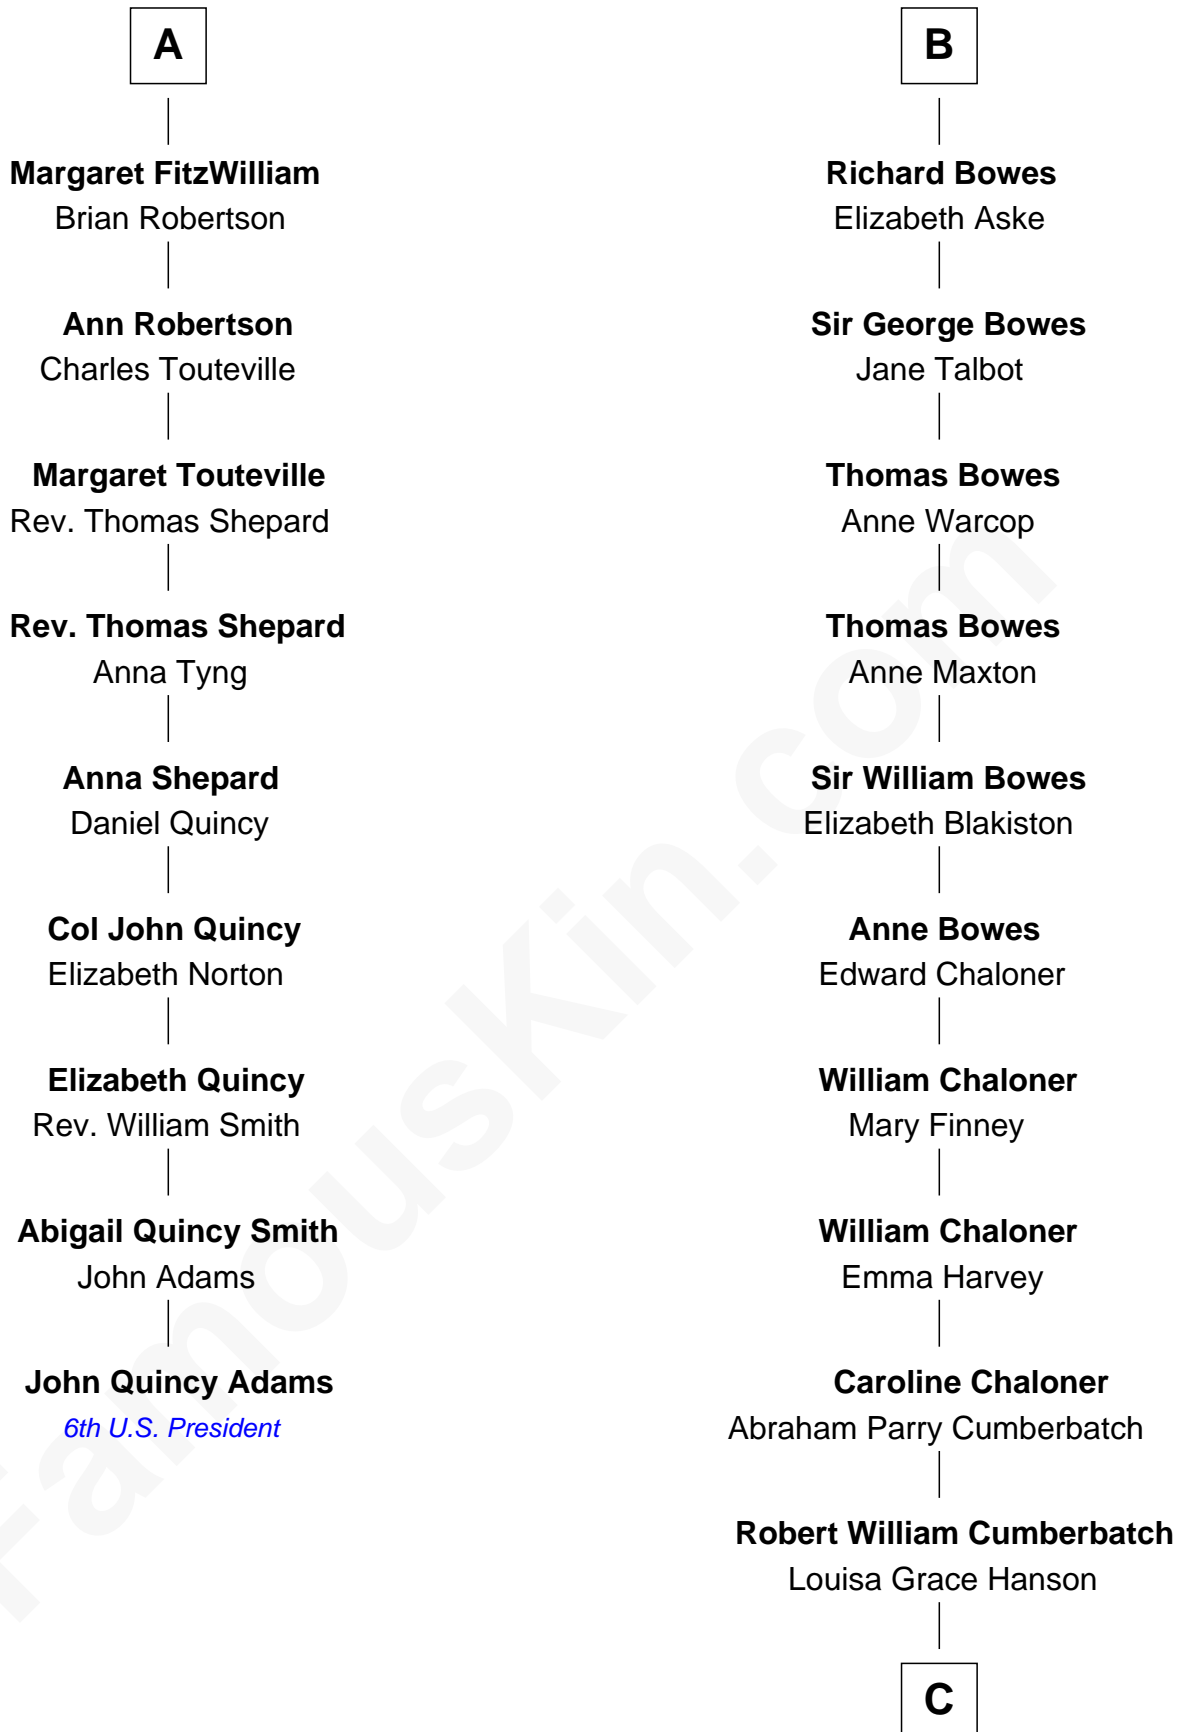 A
Margaret FitzWilliam
Brian Robertson
Ann Robertson
Charles Touteville
Margaret Touteville
Rev. Thomas Shepard
Rev. Thomas Shepard
Anna Tyng
Anna Shepard
Daniel Quincy
Col John Quincy
Elizabeth Norton
Elizabeth Quincy
Rev. William Smith
Abigail Quincy Smith
John Adams
John Quincy Adams
6th U.S. President
B
Richard Bowes
Elizabeth Aske
Sir George Bowes
Jane Talbot
Thomas Bowes
Anne Warcop
Thomas Bowes
Anne Maxton
Sir William Bowes
Elizabeth Blakiston
Anne Bowes
Edward Chaloner
William Chaloner
Mary Finney
William Chaloner
Emma Harvey
Caroline Chaloner
Abraham Parry Cumberbatch
Robert William Cumberbatch
Louisa Grace Hanson
C
FamousKin.com